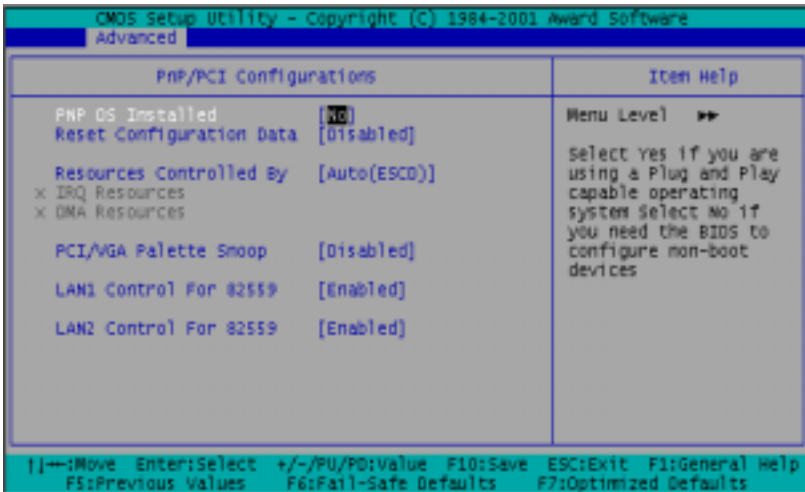 CMOS Setup Utility - Copyright (C) 1984-2001 Award Software
Advanced
PnP/PCI Configurations
Item Help
PNP OS Installed [No]
Reset Configuration Data [Disabled]
Resources Controlled By [Auto(ESCD)]
x IRQ Resources
x DMA Resources
PCI/VGA Palette Snoop [Disabled]
LAN1 Control For 82559 [Enabled]
LAN2 Control For 82559 [Enabled]
Menu Level ►►
Select Yes if you are
using a Plug and Play
capable operating
system Select No if
you need the BIOS to
configure non-boot
devices
↑↓→←:Move Enter:Select +/-/PU/PD:Value F10:Save ESC:Exit F1:General Help
F5:Previous Values F6:Fail-Safe Defaults F7:Optimized Defaults